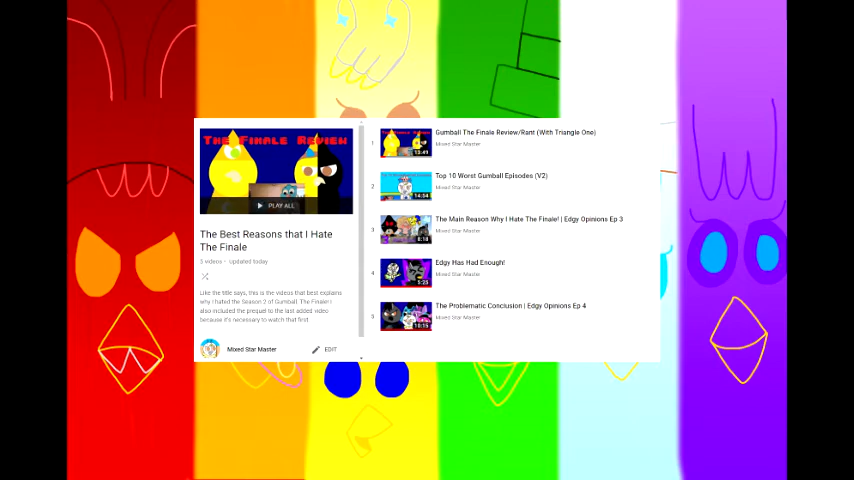 THE FINALE REVIEW
PLAY ALL
The Best Reasons that I Hate
The Finale
5 videos · updated today
Like the title says, this is the videos that best explains
why I hated the Season 2 of Gumball. The Finale! I
also included the prequel to the last added video
because it's necessary to watch that first
Mixed Star Master
EDIT
1
Gumball The Finale Review/Rant (With Triangle One)
Mixed Star Master
15:49
2
Top 10 Worst Gumball Episodes (V2)
Mixed Star Master
14:54
3
The Main Reason Why I Hate The Finale! | Edgy Opinions Ep 3
Mixed Star Master
8:18
4
Edgy Has Had Enough!
Mixed Star Master
5:25
5
The Problematic Conclusion | Edgy Opinions Ep 4
Mixed Star Master
10:15